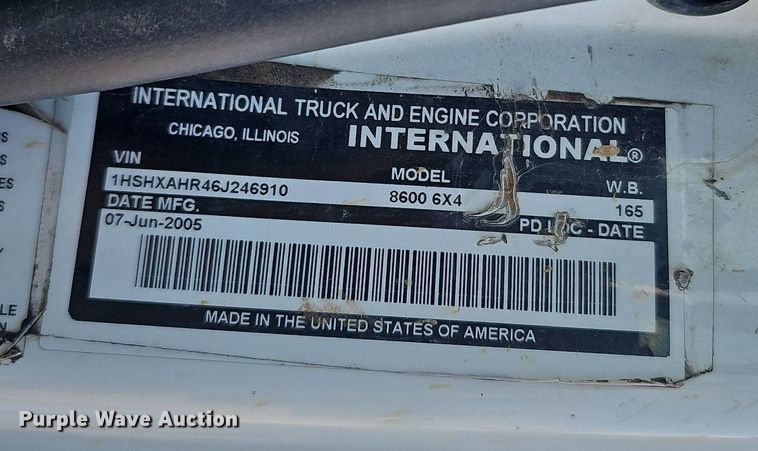 INTERNATIONAL TRUCK AND ENGINE CORPORATION
CHICAGO, ILLINOIS INTERNATIONAL®
VIN MODEL W.B.
1HSHXAHR46J246910 8600 6X4 165
DATE MFG. PD LOC - DATE
07-Jun-2005
MADE IN THE UNITED STATES OF AMERICA
Purple Wave Auction